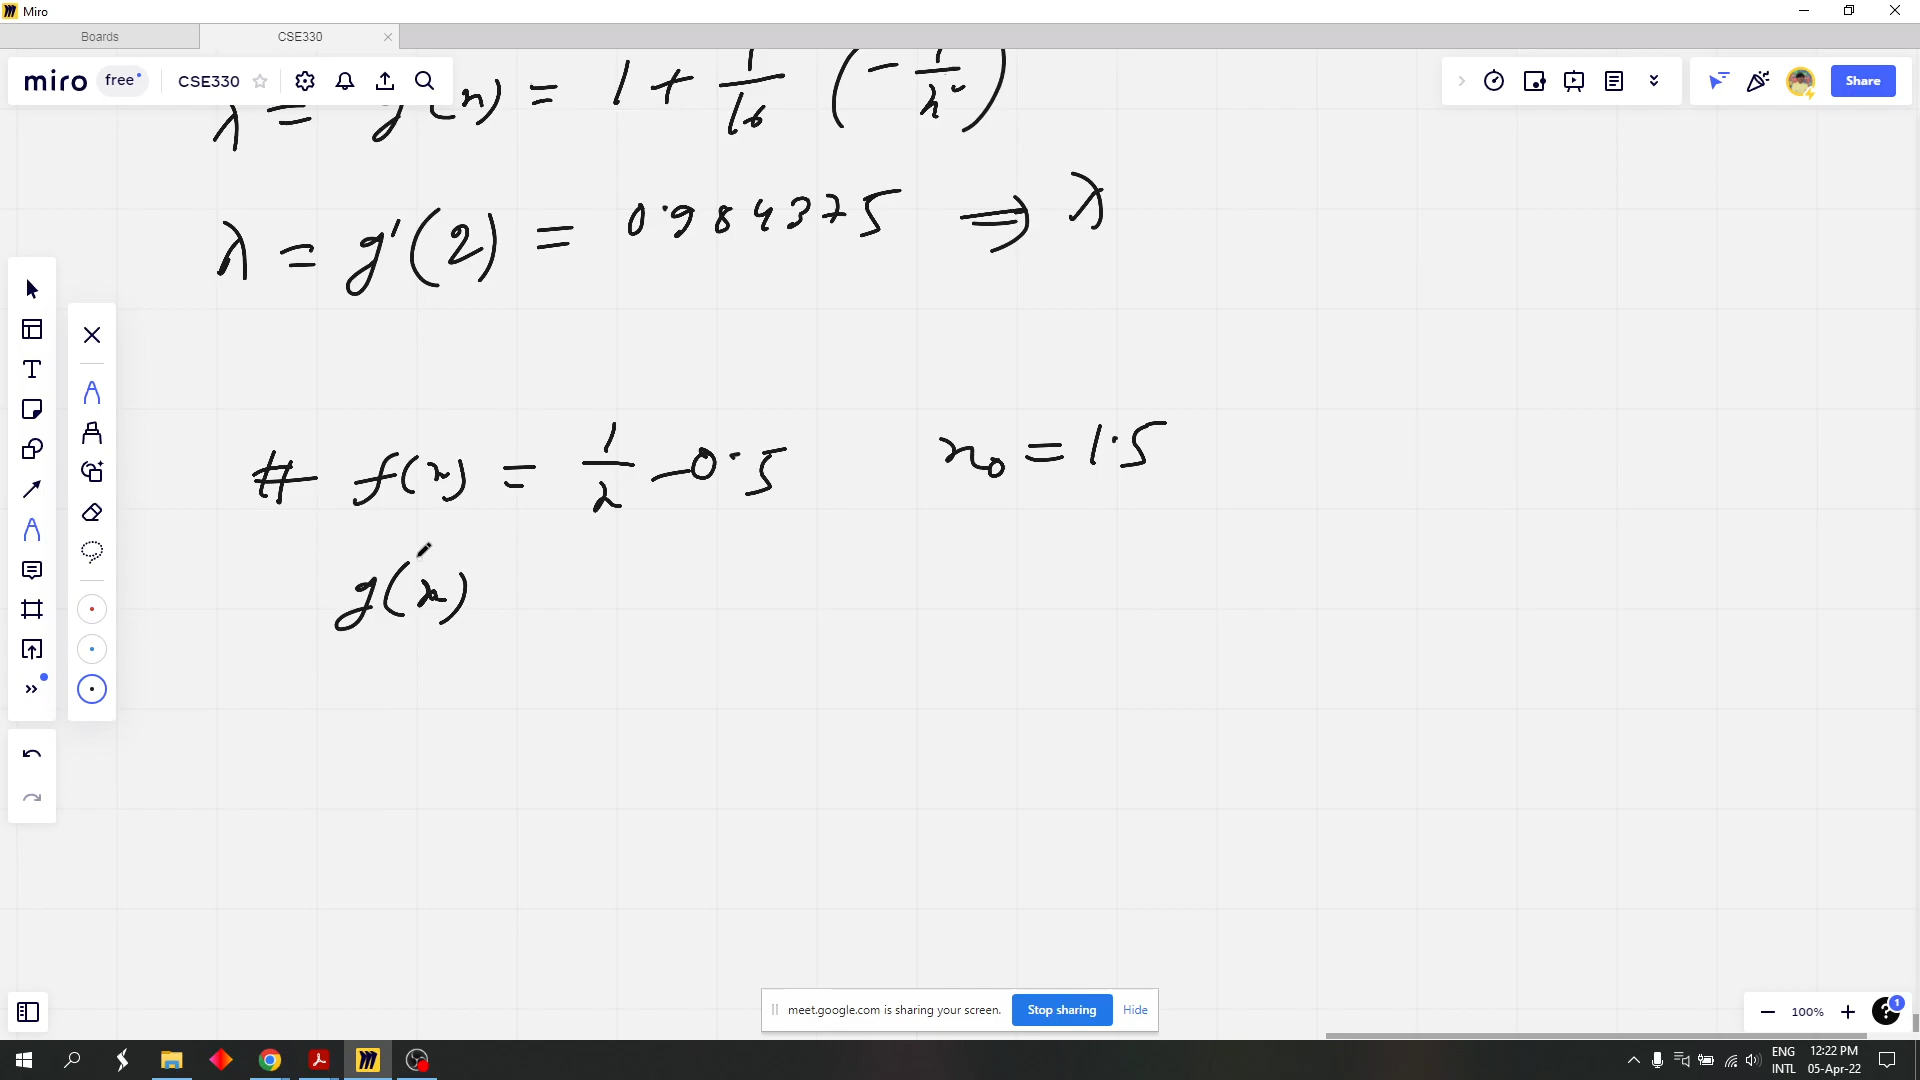 Miro
Boards
CSE330
miro free CSE330 Share
λ = g'(x) = 1 + 1/16 (-1/x²)
λ = g'(2) = 0.984375 ⇒ λ
# f(x) = 1/x - 0.5 x₀ = 1.5
g(x)
meet.google.com is sharing your screen. Stop sharing Hide
100% 1
ENG 12:22 PM
INTL 05-Apr-22